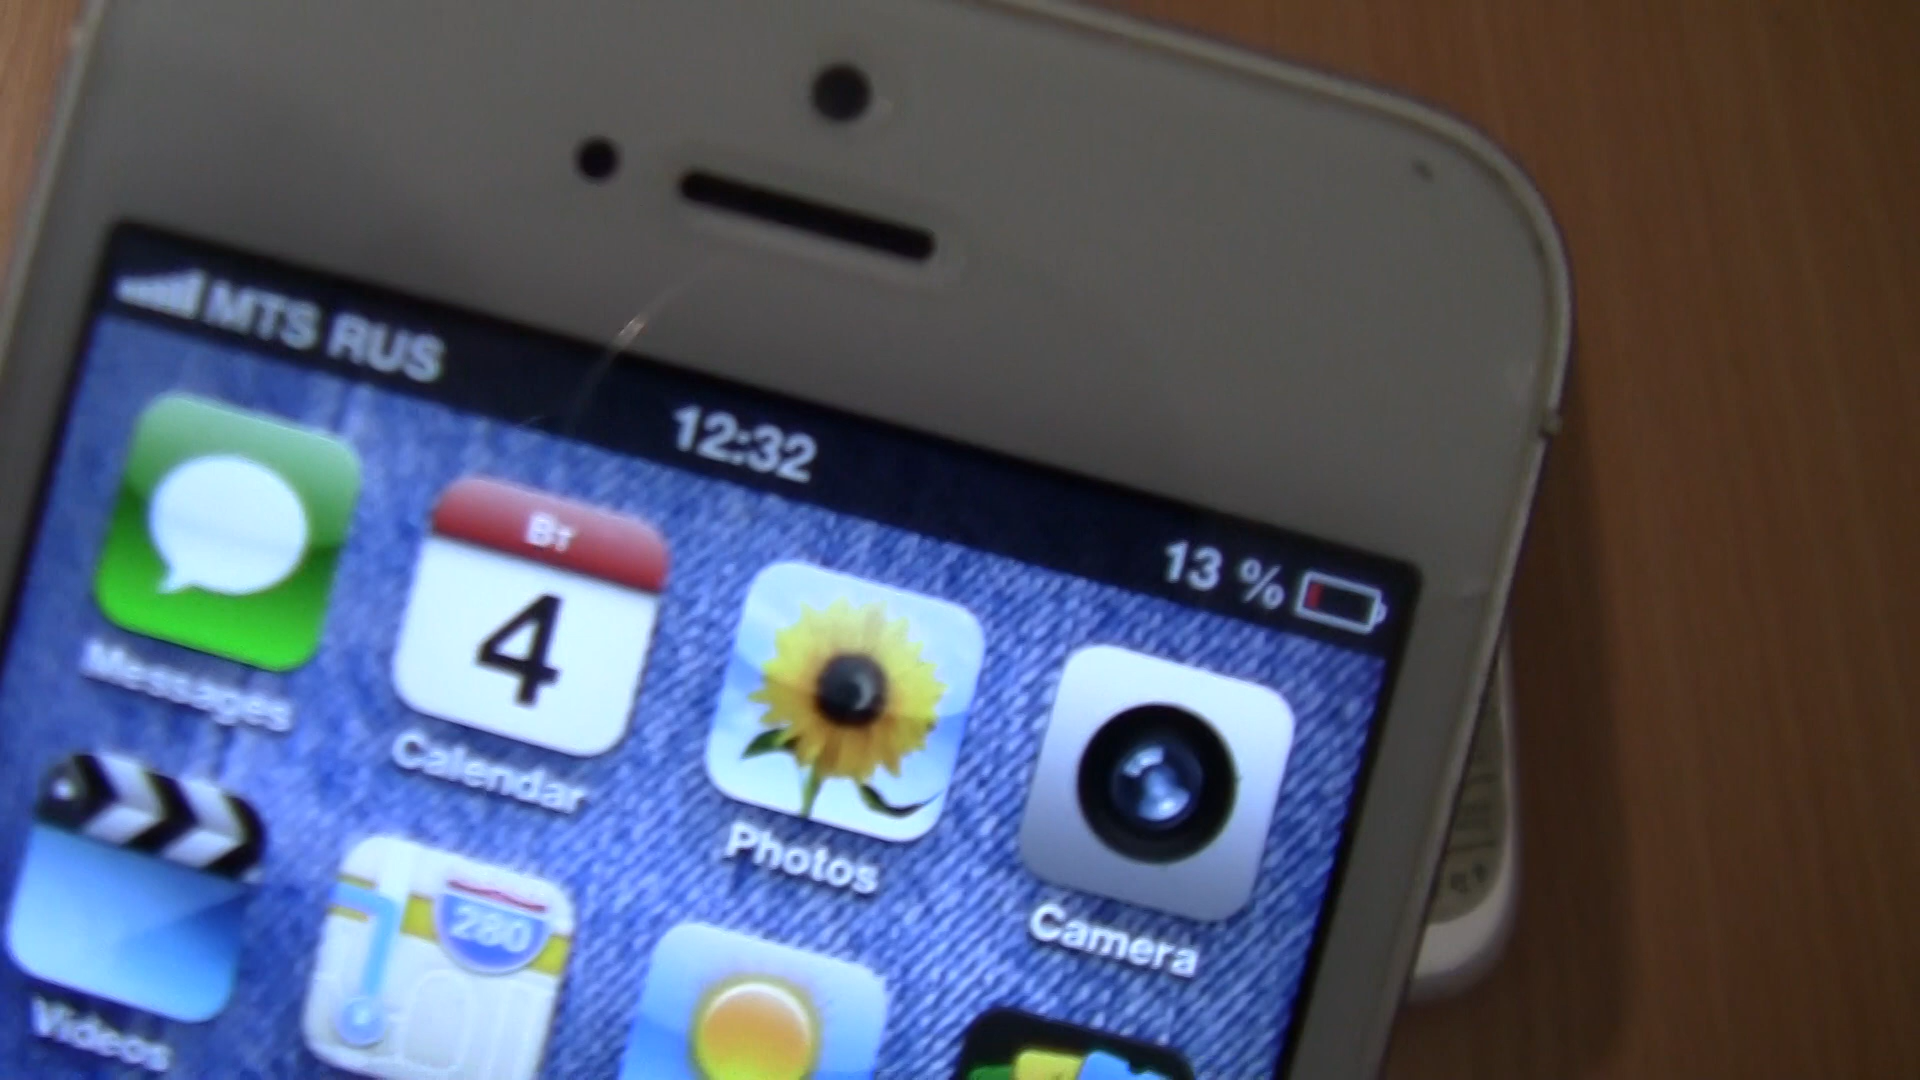 MTS RUS
12:32
13 %
Вт
4
Messages
Calendar
Photos
Camera
280
Videos